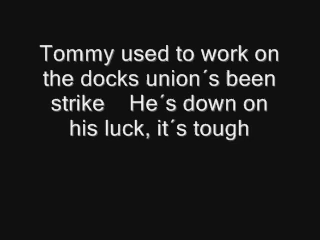 Tommy used to work on
the docks union´s been
strike    He´s down on
his luck, it´s tough